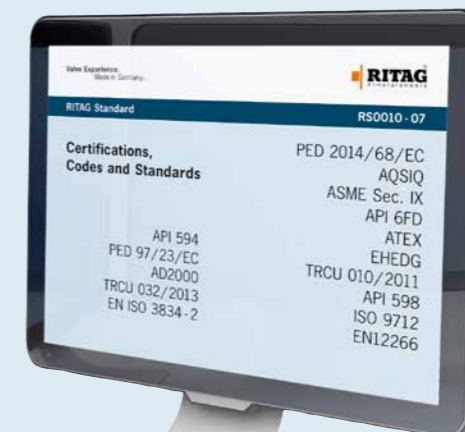 Valve Experience.
Made in Germany.
RITAG
Armaturenwerk
RITAG Standard
RS0010 - 07
Certifications,
Codes and Standards
API 594
PED 97/23/EC
AD2000
TRCU 032/2013
EN ISO 3834-2
PED 2014/68/EC
AQSIQ
ASME Sec. IX
API 6FD
ATEX
EHEDG
TRCU 010/2011
API 598
ISO 9712
EN12266